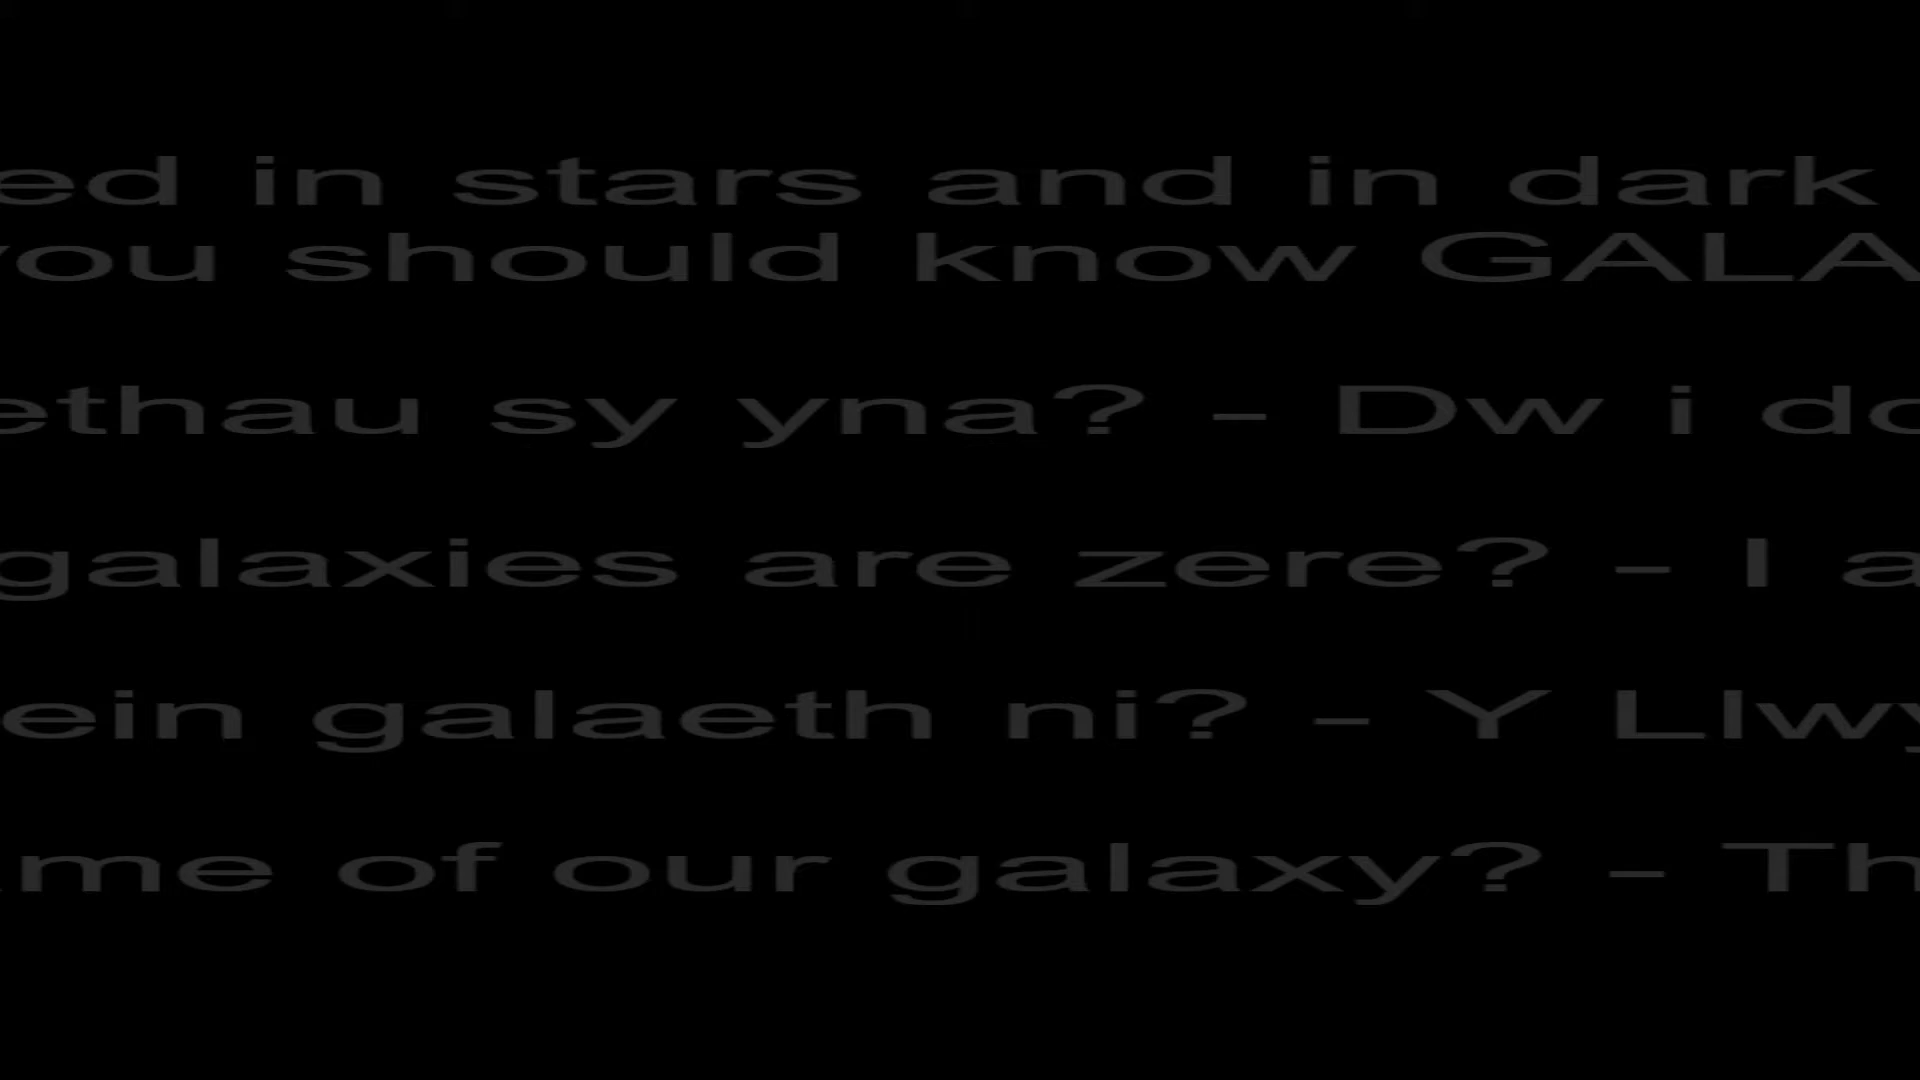 ed in stars and in dark
you should know GALA
ethau sy yna? - Dw i do
galaxies are zere? - I a
ein galaeth ni? - Y Llwy
me of our galaxy? - Th